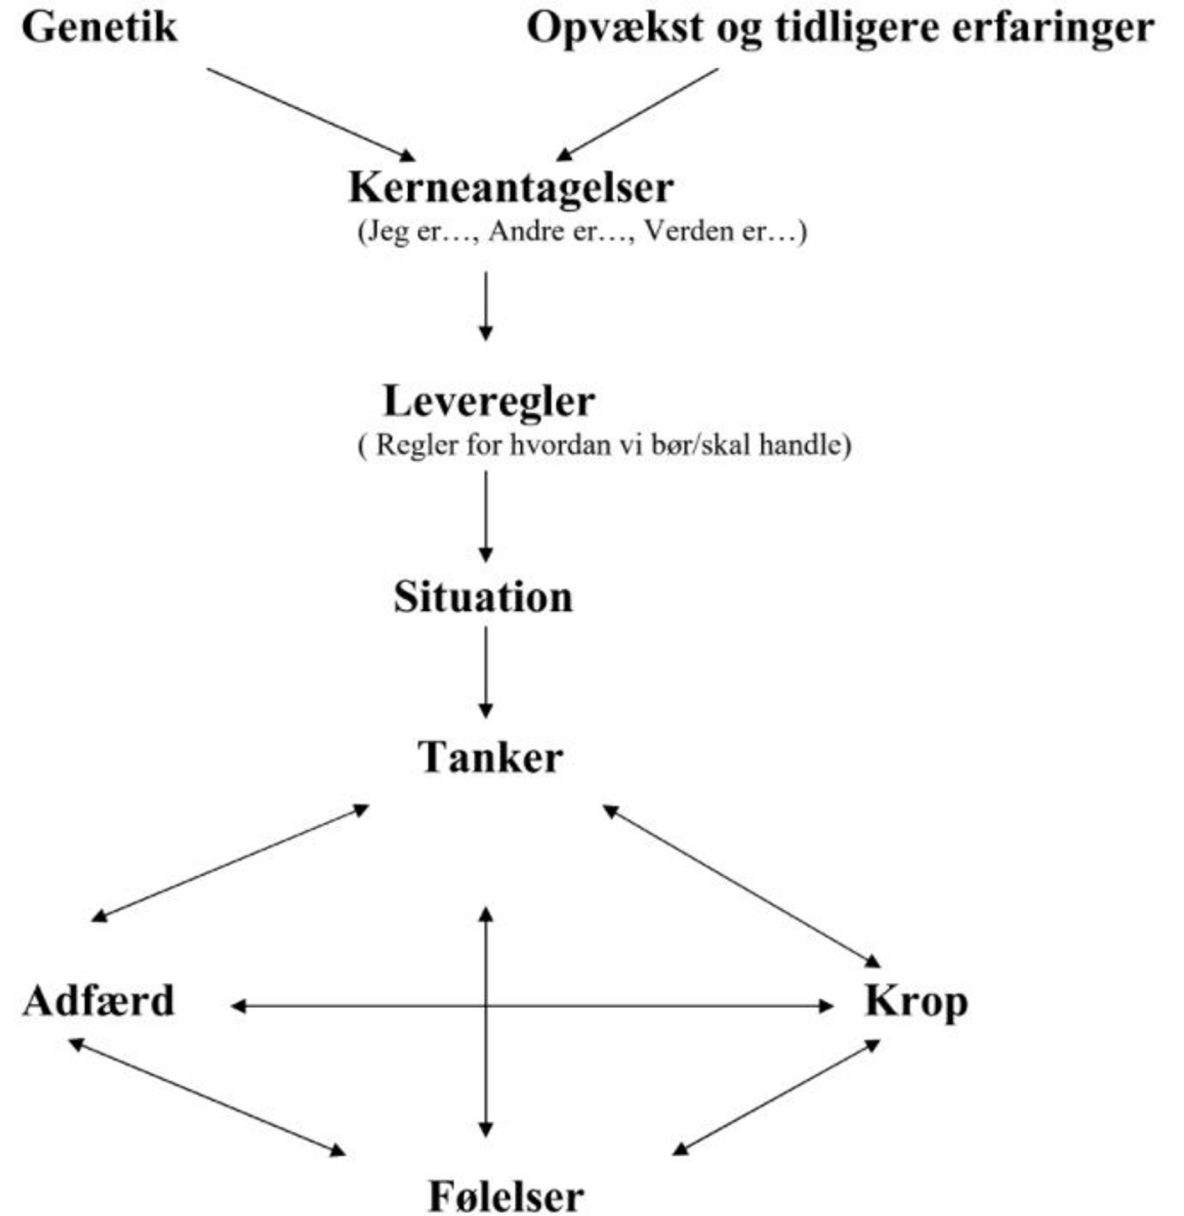 Genetik
Opvækst og tidligere erfaringer
Kerneantagelser
(Jeg er…, Andre er…, Verden er…)
Leveregler
( Regler for hvordan vi bør/skal handle)
Situation
Tanker
Adfærd
Krop
Følelser